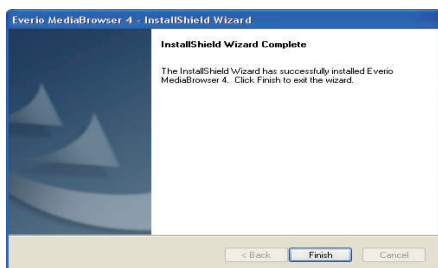 Everio MediaBrowser 4 - InstallShield Wizard
InstallShield Wizard Complete
The InstallShield Wizard has successfully installed Everio
MediaBrowser 4. Click Finish to exit the wizard.
< Back Finish Cancel